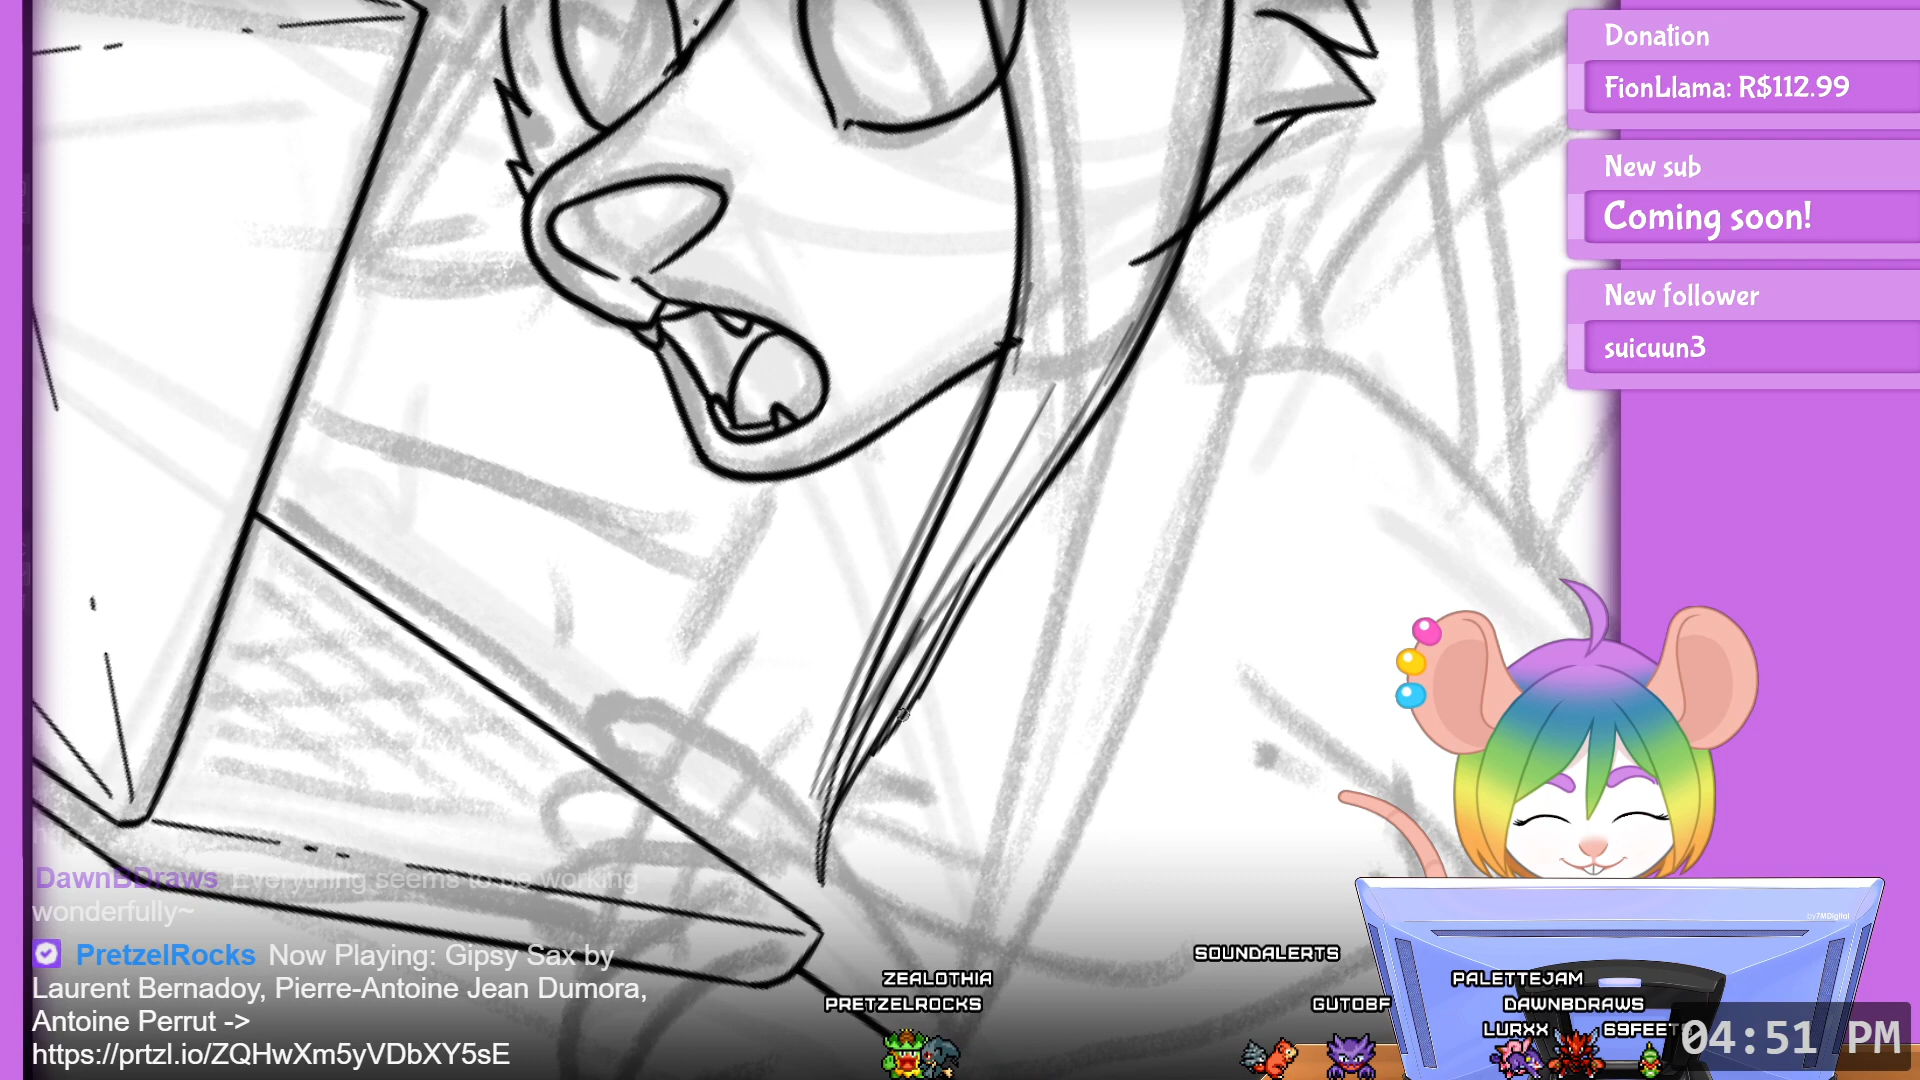 Donation
FionLlama: R$112.99
New sub
Coming soon!
New follower
suicuun3
DawnBDraws Everything seems to be working
wonderfully~
PretzelRocks Now Playing: Gipsy Sax by
Laurent Bernadoy, Pierre-Antoine Jean Dumora,
Antoine Perrut ->
https://prtzl.io/ZQHwXm5yVDbXY5sE
ZEALOTHIA
PRETZELROCKS
SOUNDALERTS
GUTOBF
by7MDigital
PALETTEJAM
DAWNBDRAWS
LURXX
69FEETS
04:51 PM